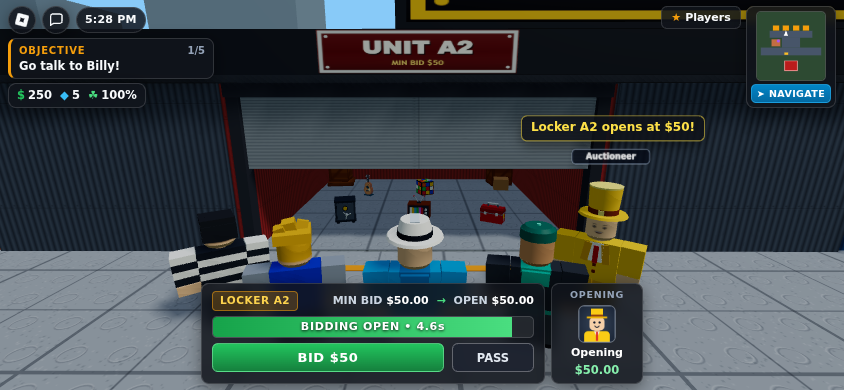 5:28 PM
Players
OBJECTIVE 1/5
Go talk to Billy!
$ 250 5 100%
UNIT A2
MIN BID $50
NAVIGATE
Locker A2 opens at $50!
Auctioneer
LOCKER A2 MIN BID $50.00 → OPEN $50.00
BIDDING OPEN • 4.6s
BID $50 PASS
OPENING
Opening
$50.00